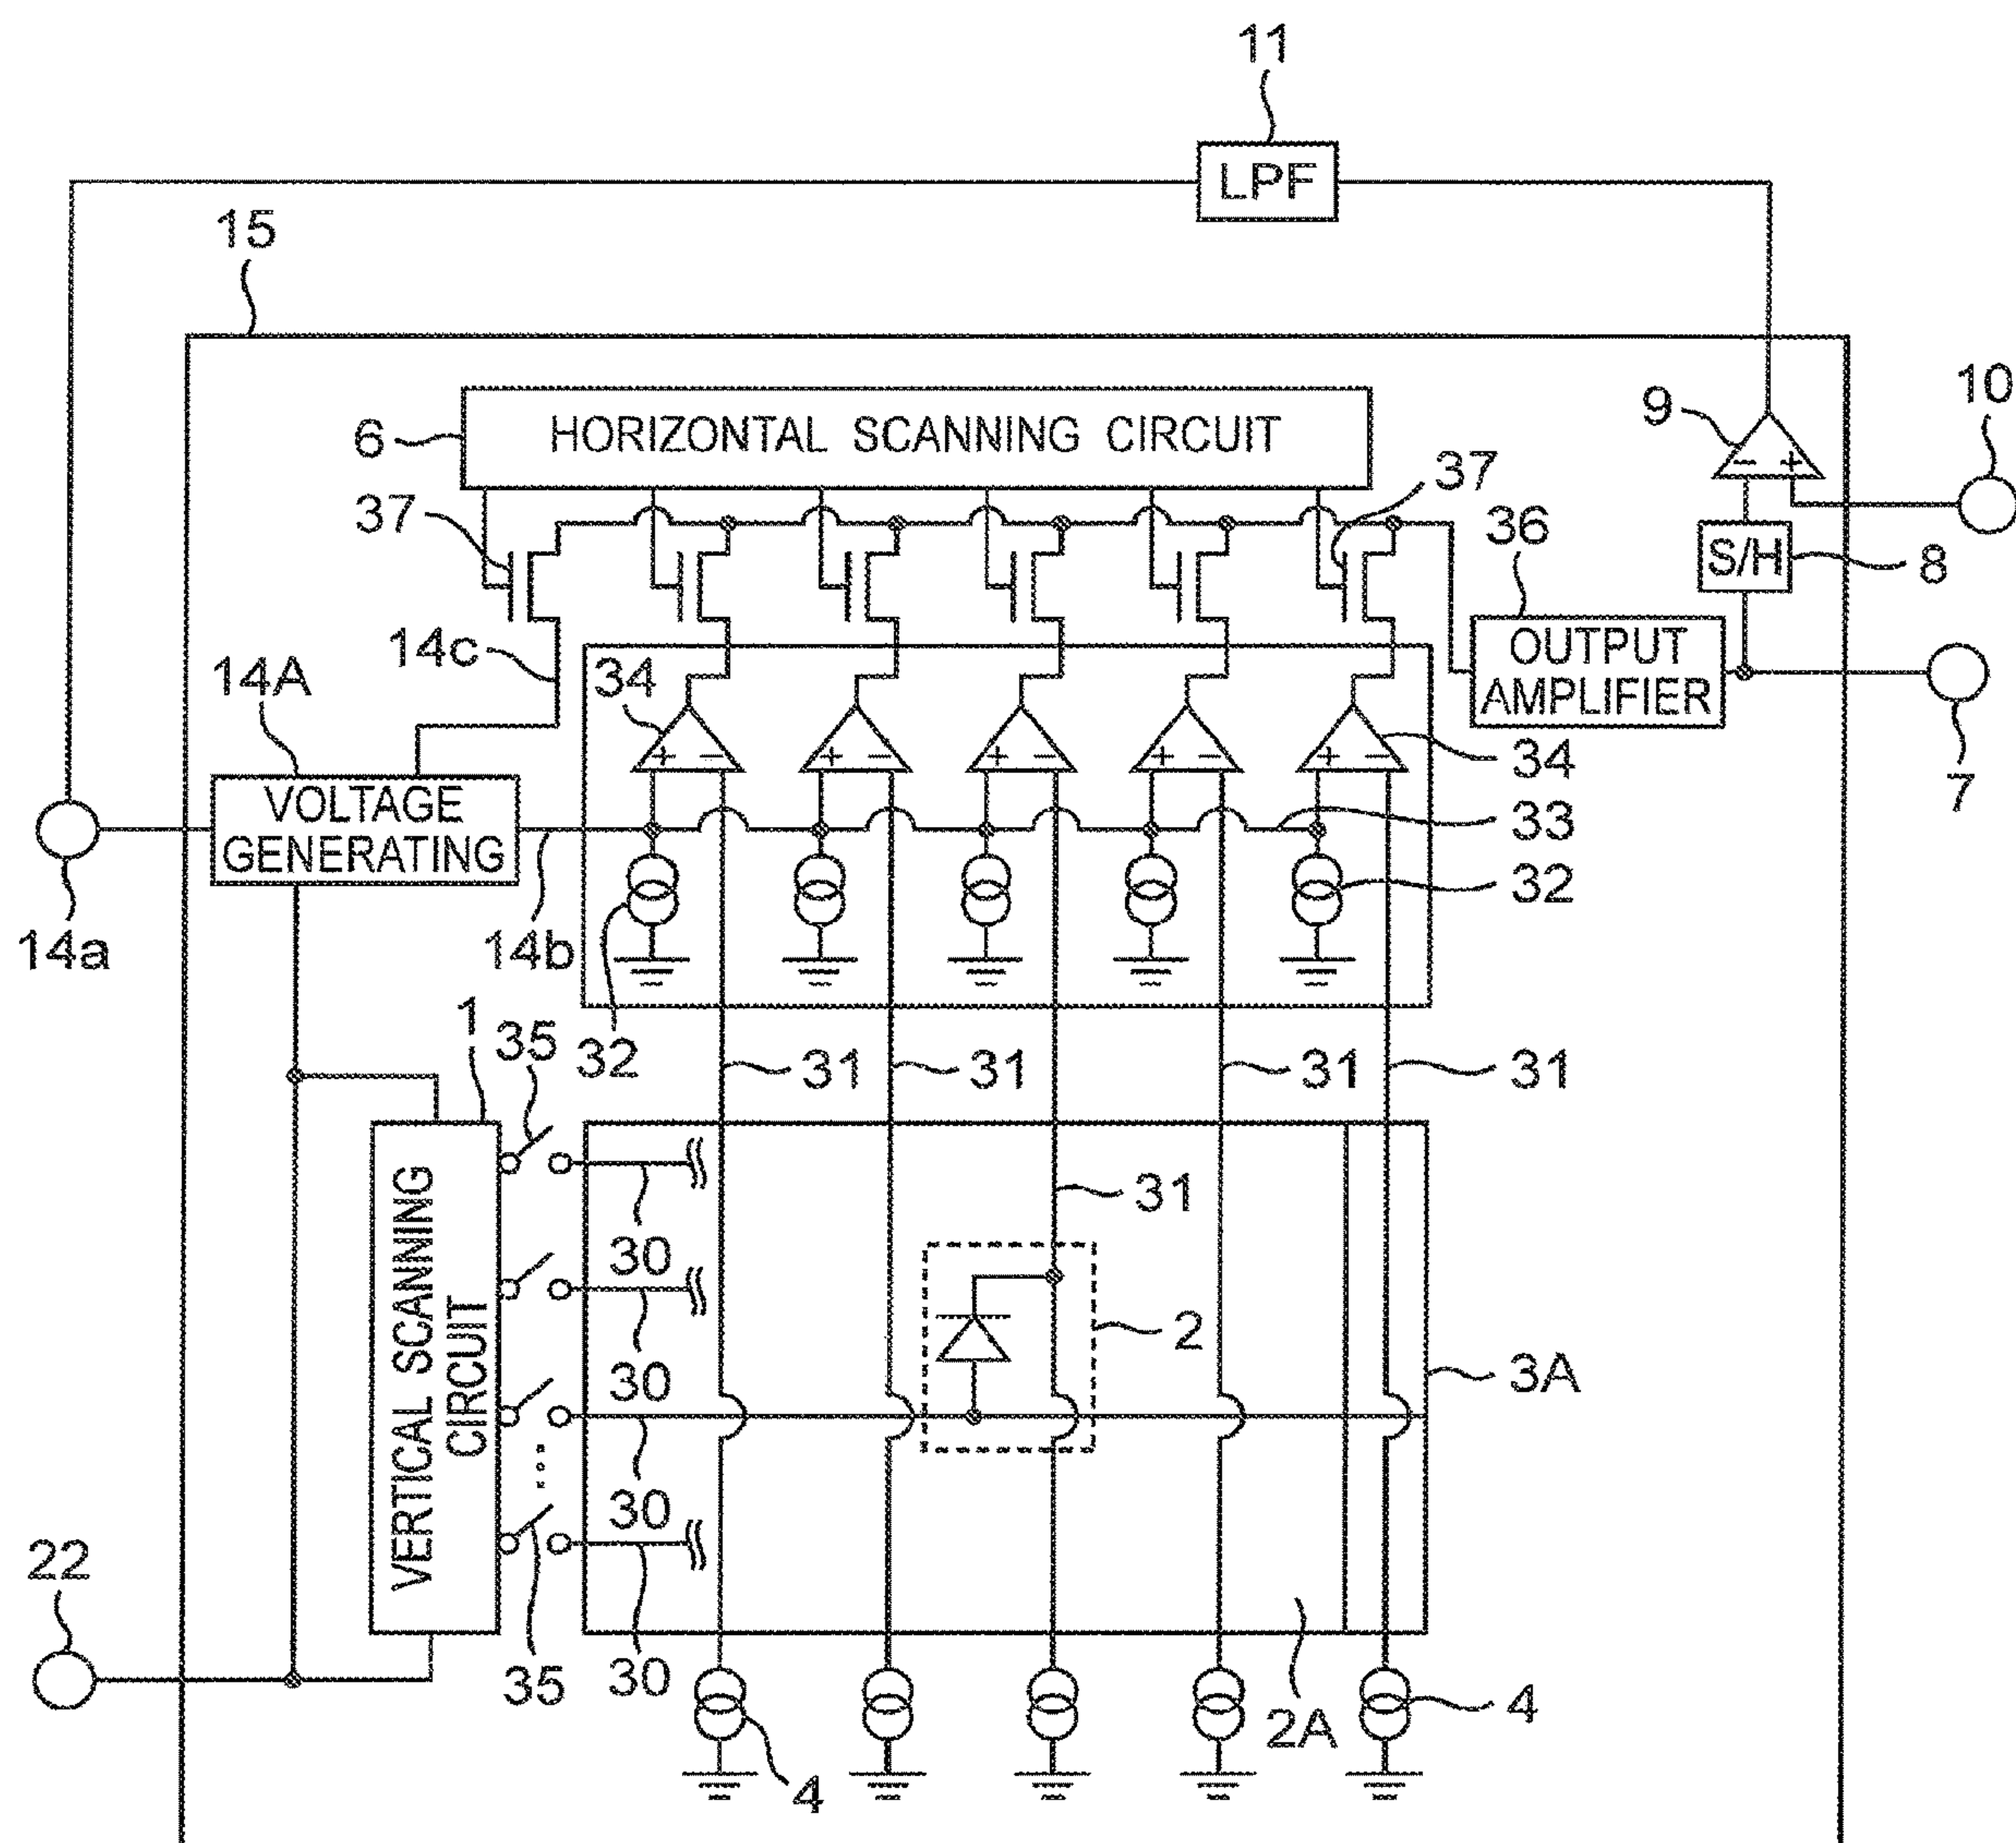 11
LPF
15
10
9
6
HORIZONTAL SCANNING CIRCUIT
37
37
- +
36
S/H
8
14c
34
OUTPUT
AMPLIFIER
14A
+ - + - + - + - + -
34
7
VOLTAGE
GENERATING
33
32
14a
14b
1
35
32
31
31
31
31
VERTICAL SCANNING
CIRCUIT
31
30
2
30
3A
30
30
22
35
30
2A
4
4